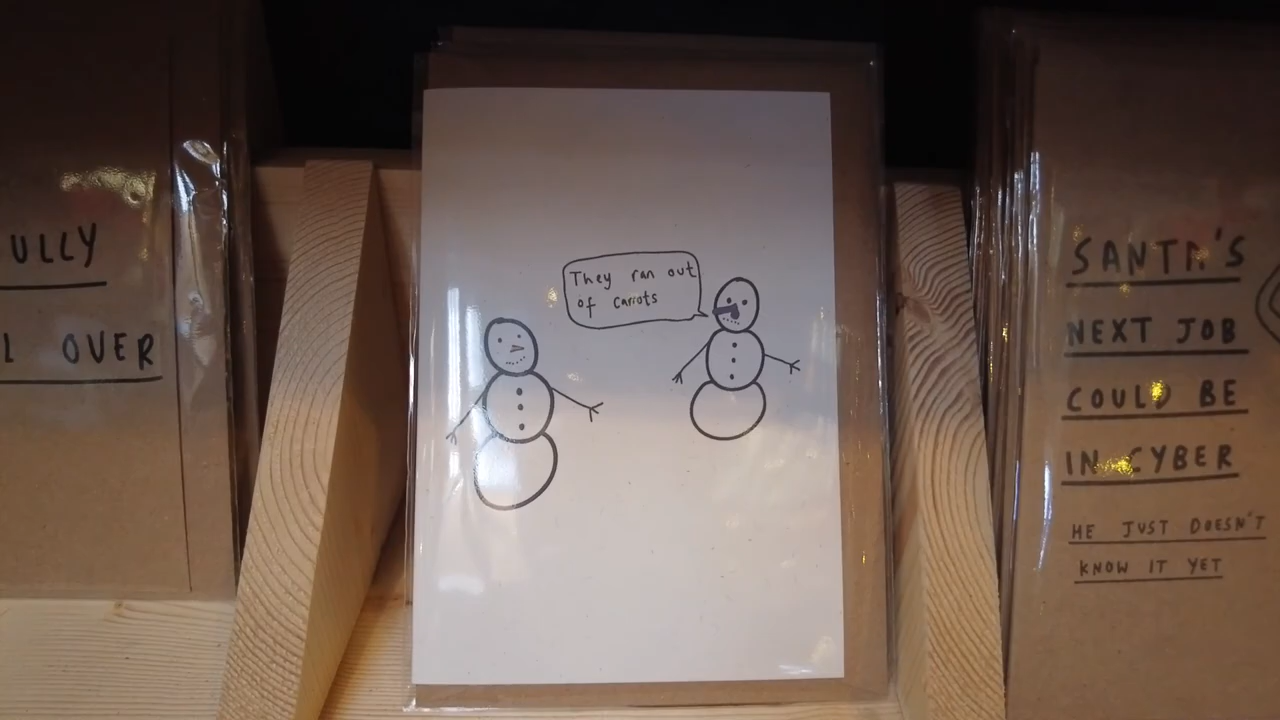 ULLY
L OVER
They ran out
of carrots
SANTA'S
NEXT JOB
COULD BE
IN CYBER
HE JUST DOESN'T
KNOW IT YET